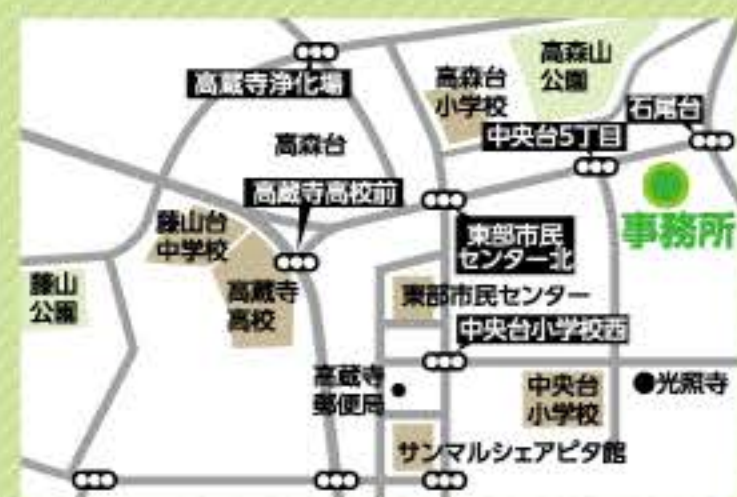 高蔵寺浄化場
高森台
小学校
高森山
公園
石尾台
中央台5丁目
高森台
高蔵寺高校前
藤山台
中学校
東部市民
センター北
事務所
藤山
公園
高蔵寺
高校
東部市民センター
中央台小学校西
高蔵寺
郵便局
中央台
小学校
●光照寺
サンマルシェアピタ館